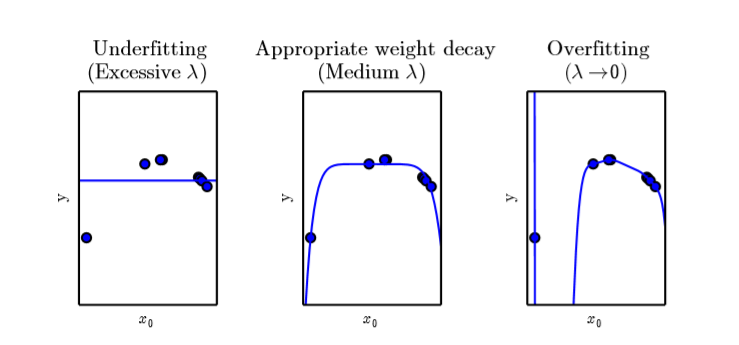 Underfitting
(Excessive λ)
Appropriate weight decay
(Medium λ)
Overfitting
(λ →0)
y
y
y
x₀
x₀
x₀